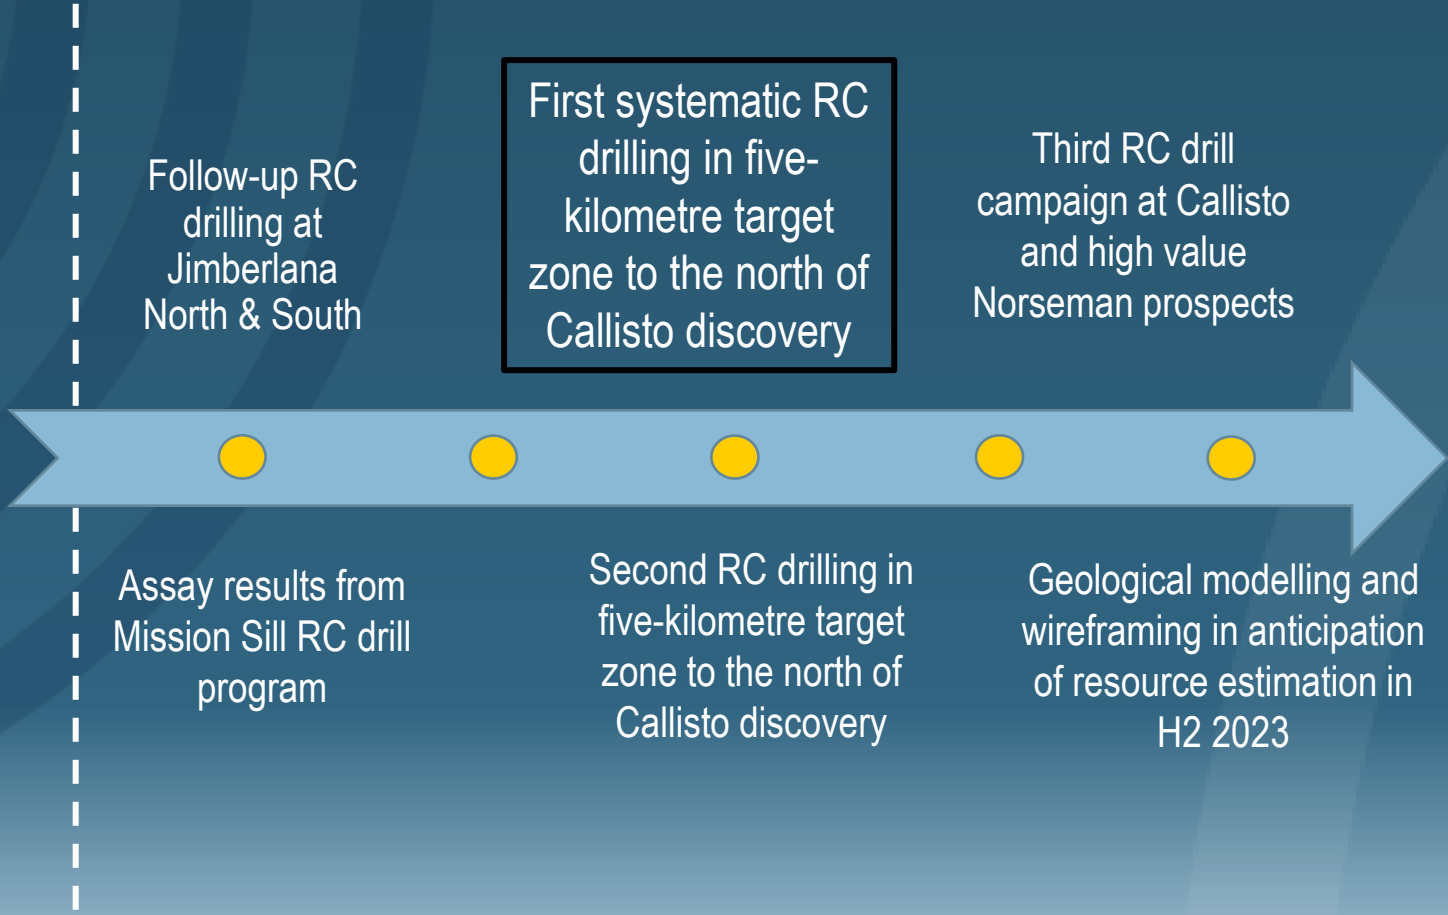 Follow-up RC
drilling at
Jimberlana
North & South
First systematic RC
drilling in five-
kilometre target
zone to the north of
Callisto discovery
Third RC drill
campaign at Callisto
and high value
Norseman prospects
Assay results from
Mission Sill RC drill
program
Second RC drilling in
five-kilometre target
zone to the north of
Callisto discovery
Geological modelling and
wireframing in anticipation
of resource estimation in
H2 2023